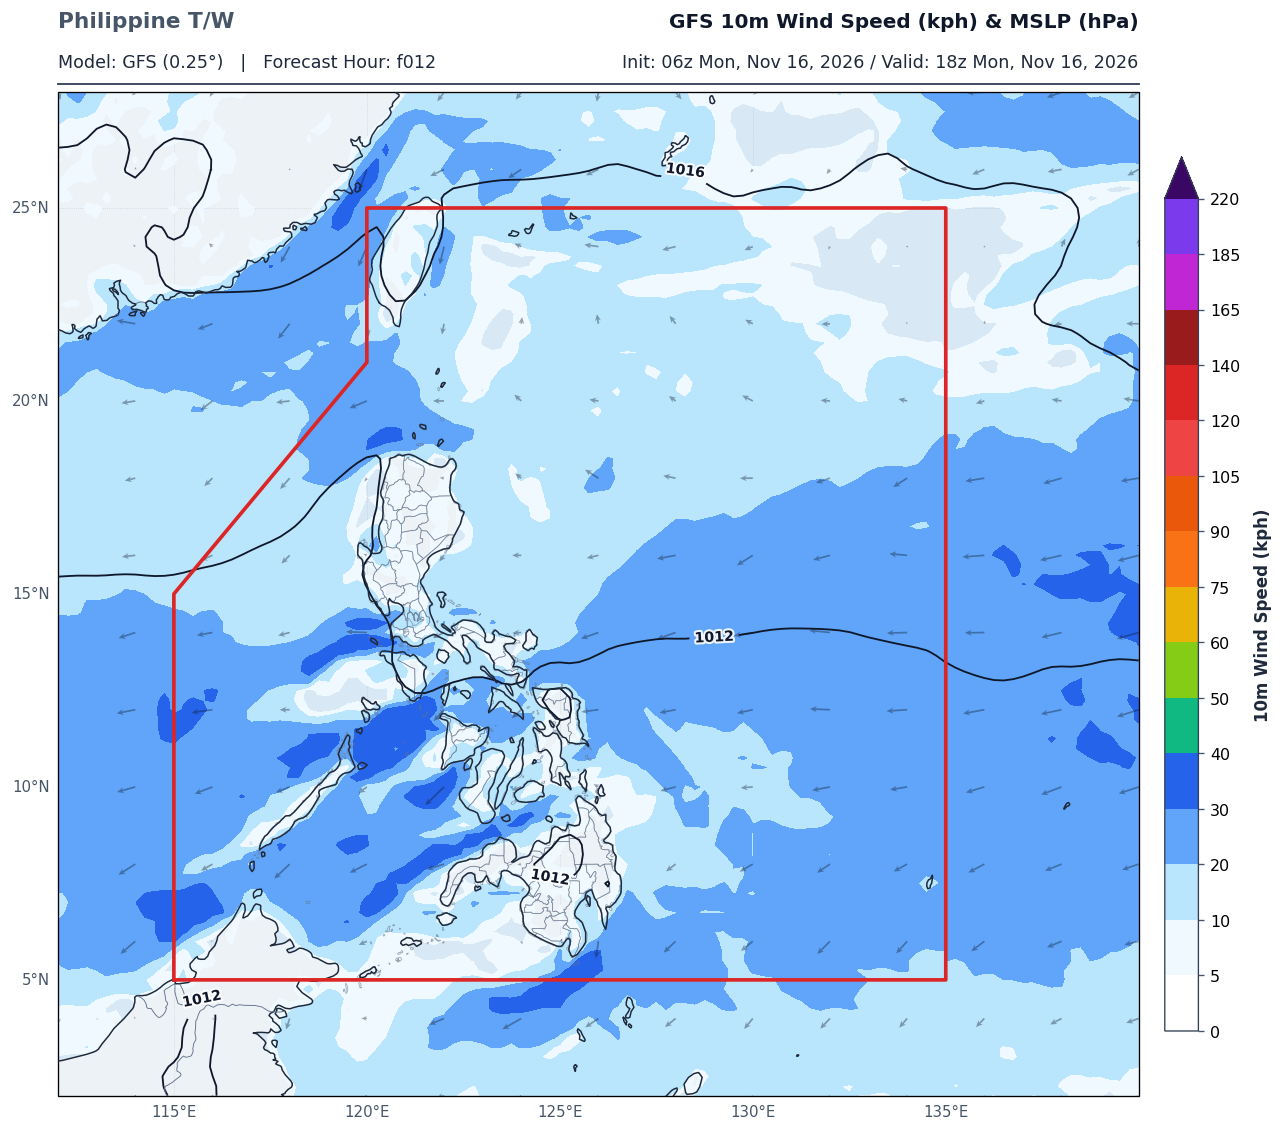 Philippine T/W
GFS 10m Wind Speed (kph) & MSLP (hPa)
Model: GFS (0.25°) | Forecast Hour: f012
Init: 06z Mon, Nov 16, 2026 / Valid: 18z Mon, Nov 16, 2026
1016
1012
1012
1012
25°N
20°N
15°N
10°N
5°N
115°E
120°E
125°E
130°E
135°E
220
185
165
140
120
105
90
75
60
50
40
30
20
10
5
0
10m Wind Speed (kph)